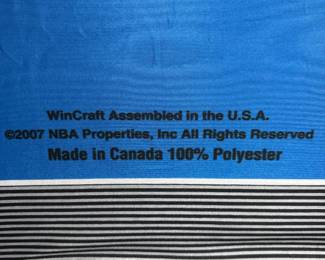 WinCraft Assembled in the U.S.A.
©2007 NBA Properties, Inc All Rights Reserved
Made in Canada 100% Polyester